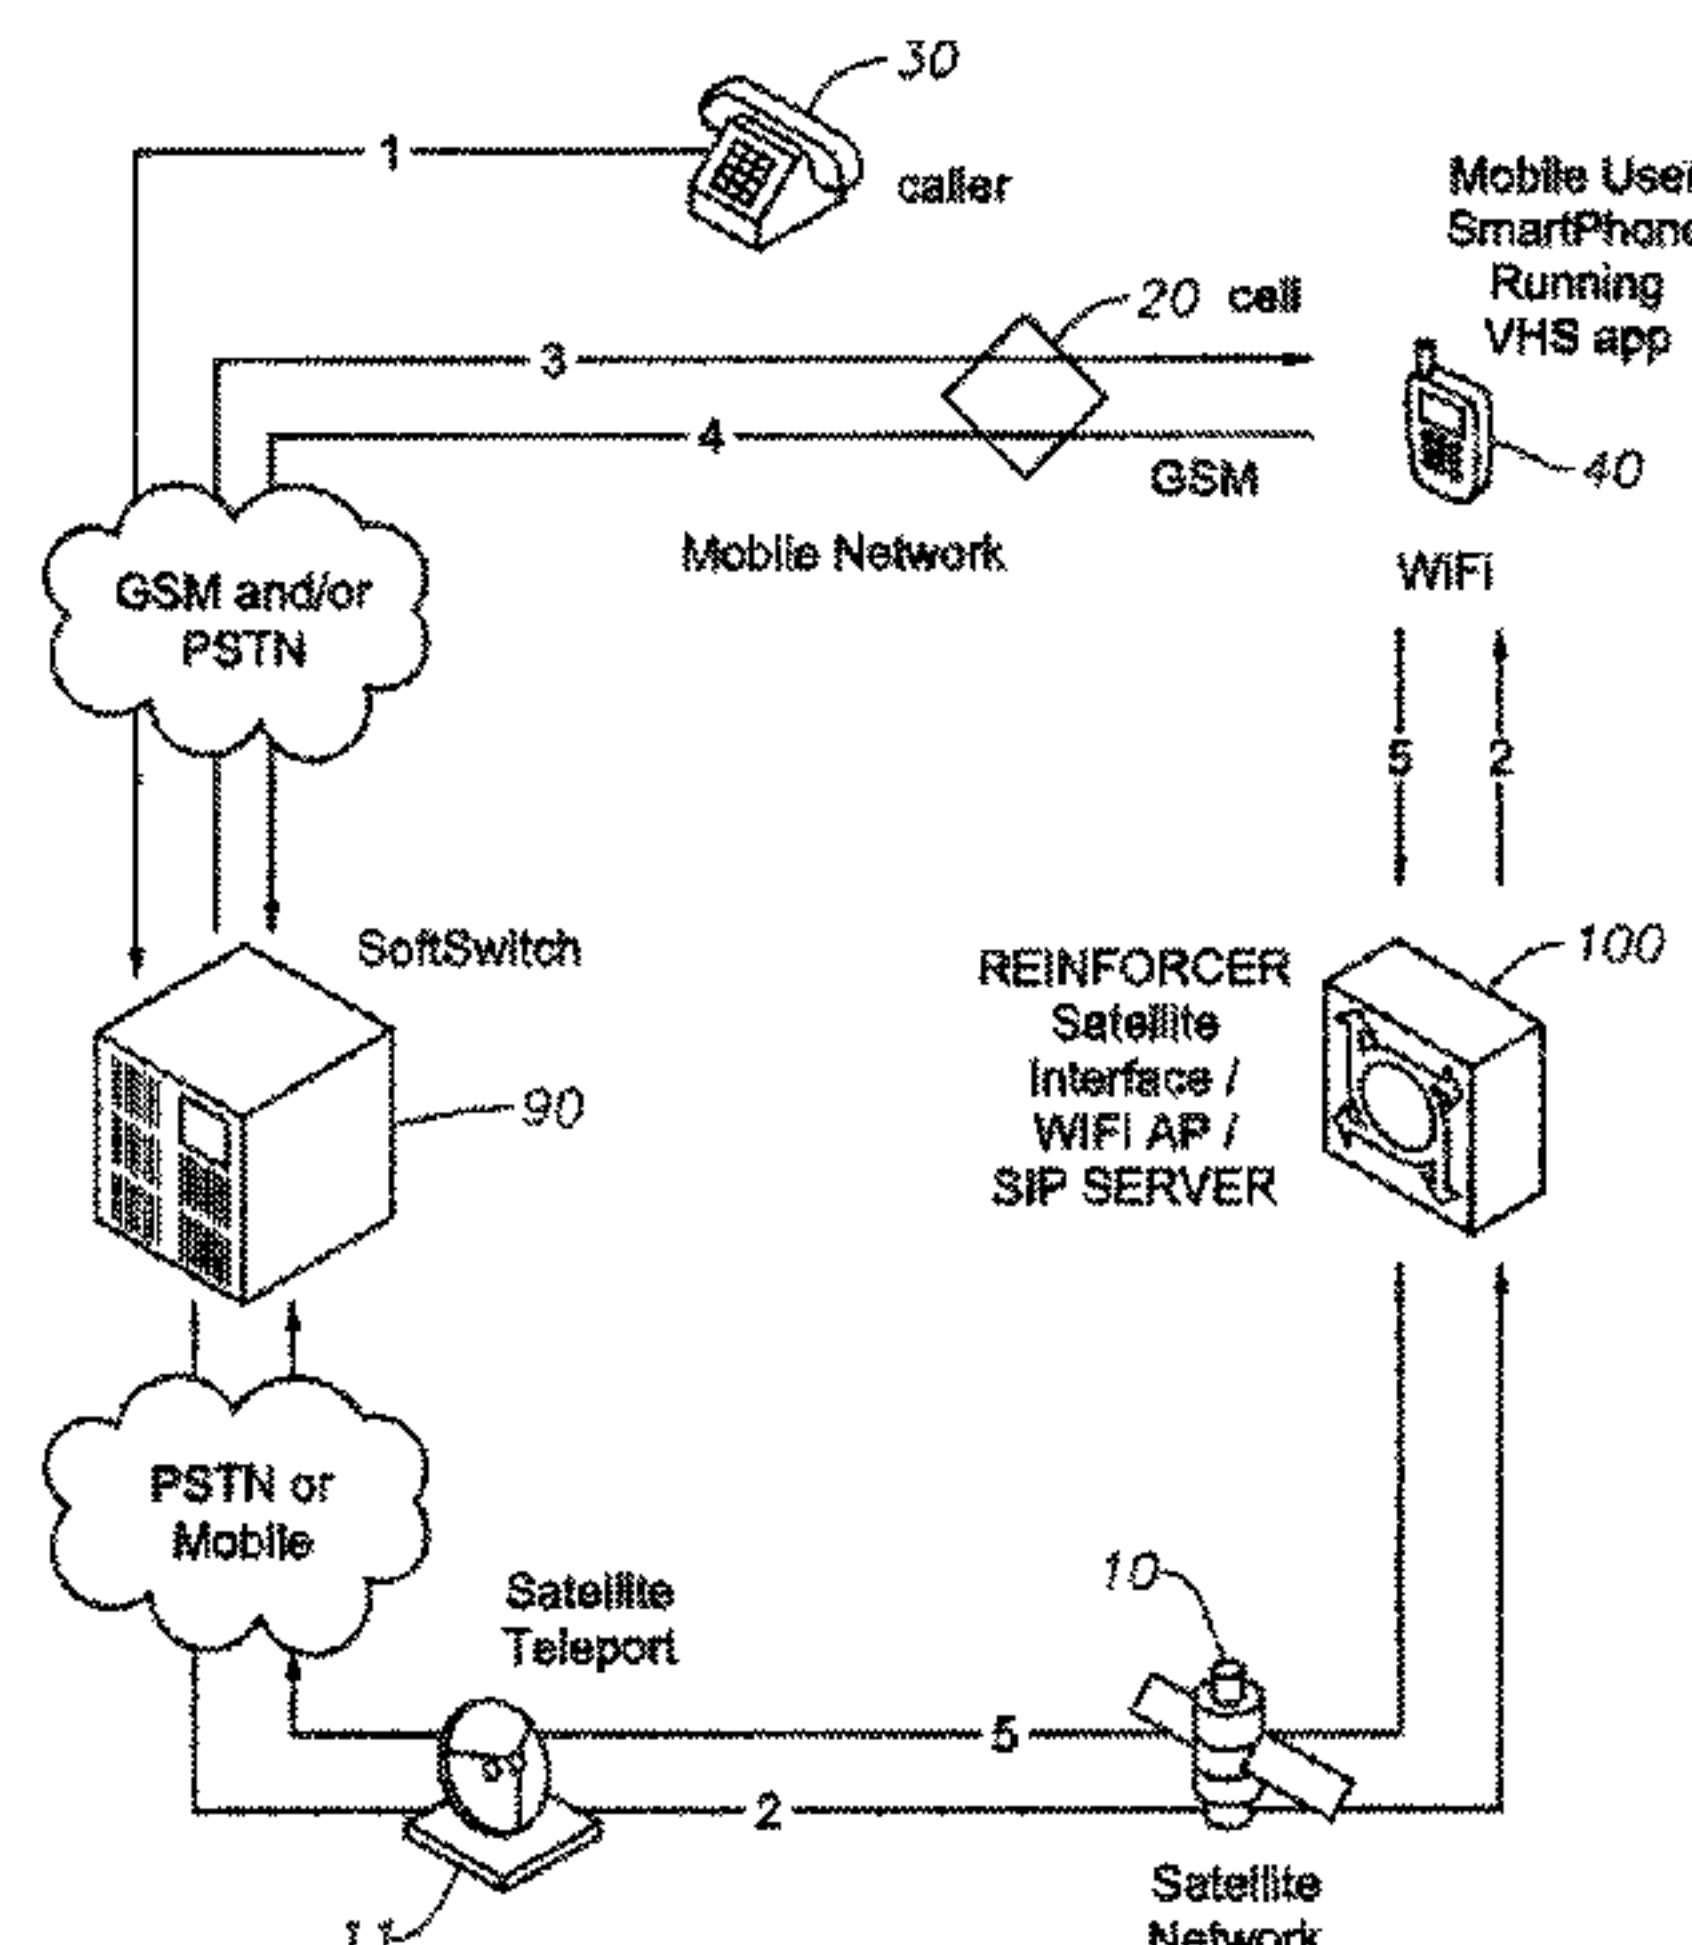 30
1
caller
Mobile User
SmartPhone
Running
VHS app
20 cell
3
4
GSM
40
Mobile Network
WiFi
GSM and/or
PSTN
5 2
SoftSwitch
100
REINFORCER
Satellite
Interface /
WiFi AP /
SIP SERVER
90
PSTN or
Mobile
Satellite
Teleport
10
5
2
Satellite
Network
11